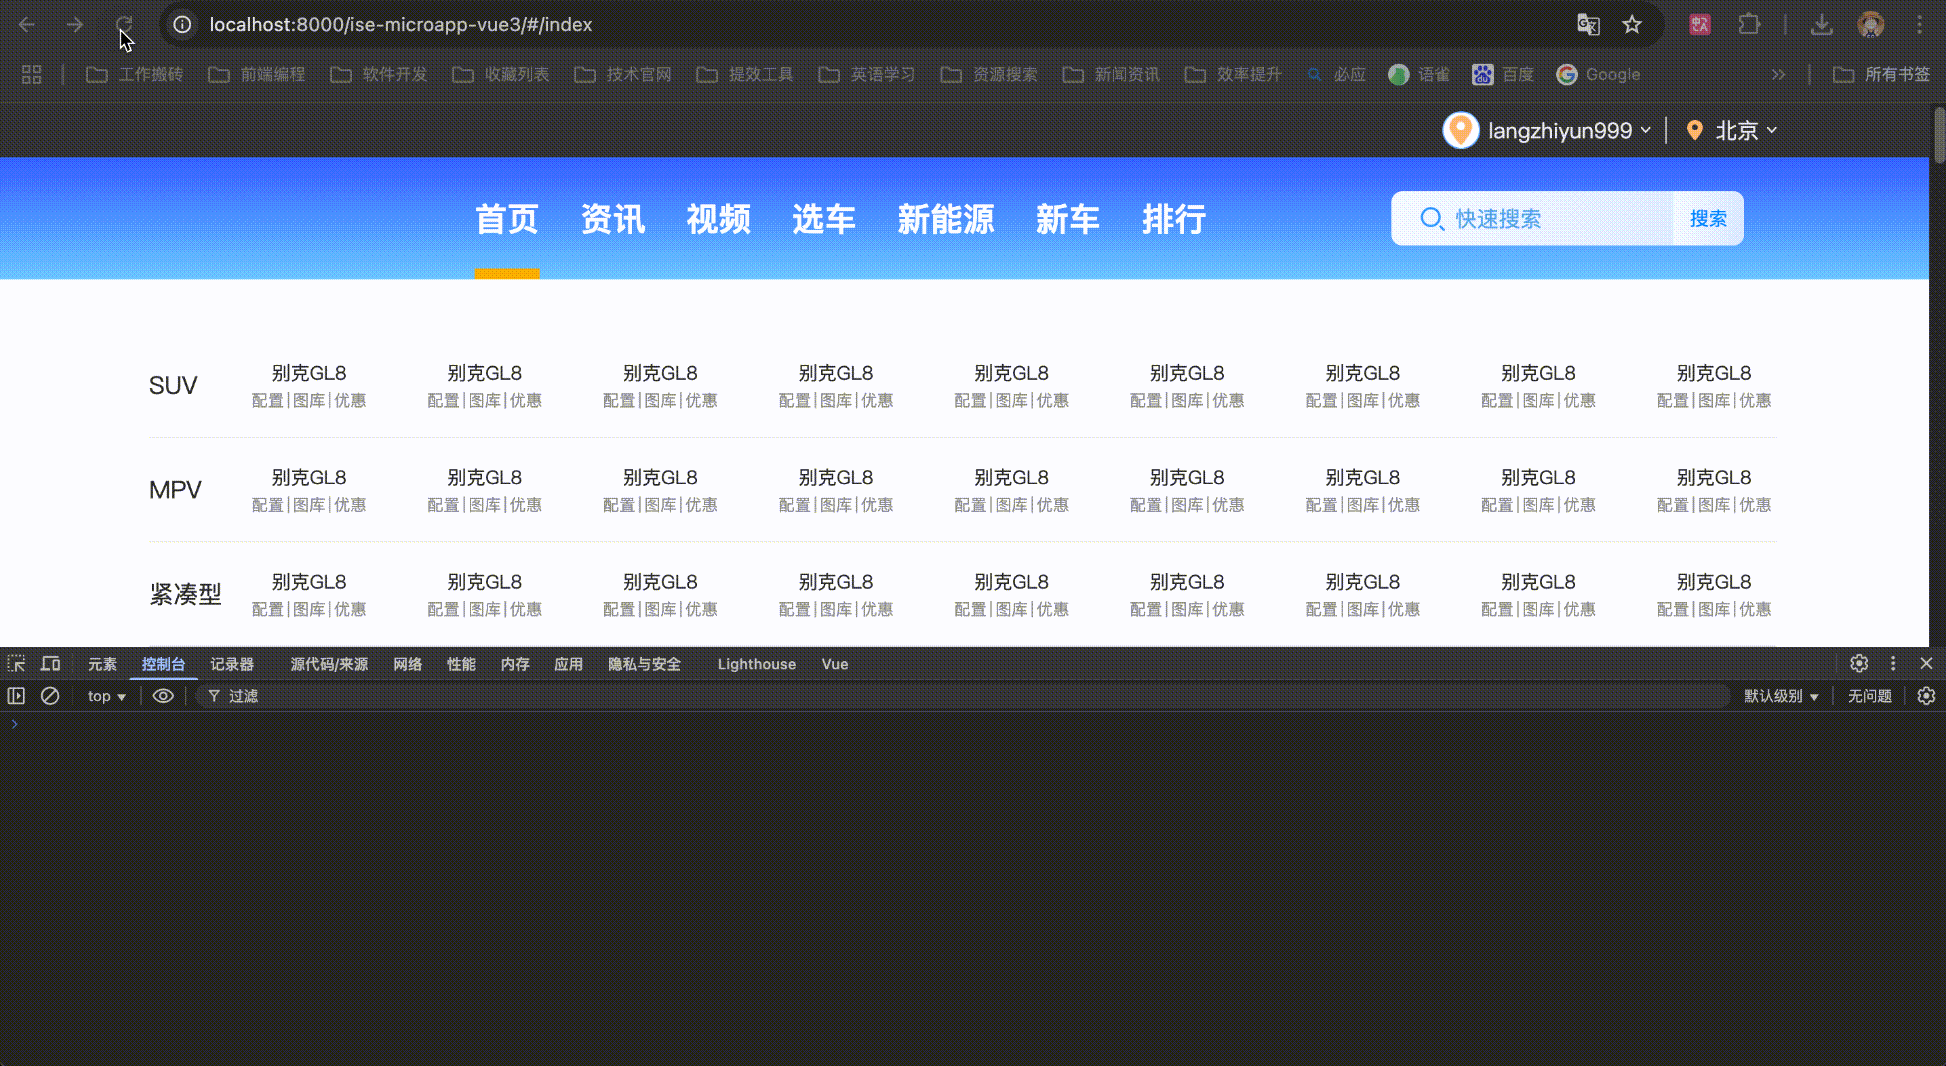 localhost:8000/ise-microapp-vue3/#/index
工作搬砖 前端编程 软件开发 收藏列表 技术官网 提效工具 英语学习 资源搜索 新闻资讯 效率提升 必应 语雀 百度 Google » 所有书签
langzhiyun999 北京
首页 资讯 视频 选车 新能源 新车 排行 快速搜索 搜索
SUV
别克GL8 别克GL8 别克GL8 别克GL8 别克GL8 别克GL8 别克GL8 别克GL8 别克GL8
配置|图库|优惠 配置|图库|优惠 配置|图库|优惠 配置|图库|优惠 配置|图库|优惠 配置|图库|优惠 配置|图库|优惠 配置|图库|优惠 配置|图库|优惠
MPV
别克GL8 别克GL8 别克GL8 别克GL8 别克GL8 别克GL8 别克GL8 别克GL8 别克GL8
配置|图库|优惠 配置|图库|优惠 配置|图库|优惠 配置|图库|优惠 配置|图库|优惠 配置|图库|优惠 配置|图库|优惠 配置|图库|优惠 配置|图库|优惠
紧凑型
别克GL8 别克GL8 别克GL8 别克GL8 别克GL8 别克GL8 别克GL8 别克GL8 别克GL8
配置|图库|优惠 配置|图库|优惠 配置|图库|优惠 配置|图库|优惠 配置|图库|优惠 配置|图库|优惠 配置|图库|优惠 配置|图库|优惠 配置|图库|优惠
元素 控制台 记录器 源代码/来源 网络 性能 内存 应用 隐私与安全 Lighthouse Vue
top 过滤 默认级别 无问题